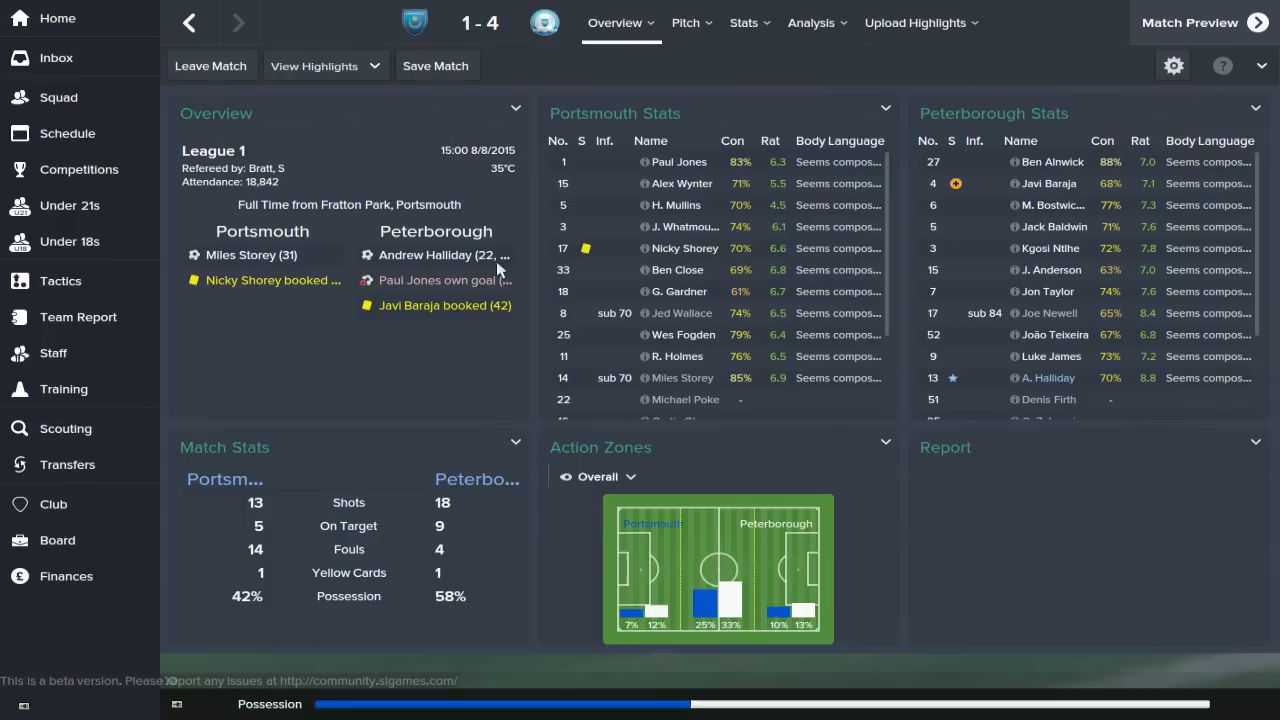 Home
Inbox
Squad
Schedule
Competitions
Under 21s
Under 18s
Tactics
Team Report
Staff
Training
Scouting
Transfers
Club
Board
Finances
1 - 4
Overview
Pitch
Stats
Analysis
Upload Highlights
Match Preview
Leave Match
View Highlights
Save Match
Overview
League 1
15:00 8/8/2015
Refereed by: Bratt, S
35°C
Attendance: 18,842
Full Time from Fratton Park, Portsmouth
Portsmouth
Peterborough
Miles Storey (31)
Andrew Halliday (22, ...
Nicky Shorey booked ...
Paul Jones own goal (...
Javi Baraja booked (42)
Portsmouth Stats
No. S Inf. Name Con Rat Body Language
1 Paul Jones 83% 6.3 Seems compos...
15 Alex Wynter 71% 5.5 Seems compos...
5 H. Mullins 70% 4.5 Seems compos...
3 J. Whatmou... 74% 6.1 Seems compos...
17 Nicky Shorey 70% 6.6 Seems compos...
33 Ben Close 69% 6.8 Seems compos...
18 G. Gardner 61% 6.7 Seems compos...
8 sub 70 Jed Wallace 74% 6.5 Seems compos...
25 Wes Fogden 79% 6.4 Seems compos...
11 R. Holmes 76% 6.5 Seems compos...
14 sub 70 Miles Storey 85% 6.9 Seems compos...
22 Michael Poke -
Peterborough Stats
No. S Inf. Name Con Rat Body Language
27 Ben Alnwick 88% 7.0 Seems compos...
4 Javi Baraja 68% 7.1 Seems compos...
6 M. Bostwic... 77% 7.3 Seems compos...
5 Jack Baldwin 71% 7.6 Seems compos...
3 Kgosi Ntlhe 72% 7.8 Seems compos...
15 J. Anderson 63% 7.0 Seems compos...
7 Jon Taylor 74% 7.6 Seems compos...
17 sub 84 Joe Newell 65% 8.4 Seems compos...
52 João Teixeira 67% 6.8 Seems compos...
9 Luke James 73% 7.2 Seems compos...
13 A. Halliday 70% 8.8 Seems compos...
51 Denis Firth -
Match Stats
Portsm...
Peterbo...
13 Shots 18
5 On Target 9
14 Fouls 4
1 Yellow Cards 1
42% Possession 58%
Action Zones
Overall
Portsmouth
Peterborough
7% 12% 25% 33% 10% 13%
Report
This is a beta version. Please report any issues at http://community.sigames.com/
Possession